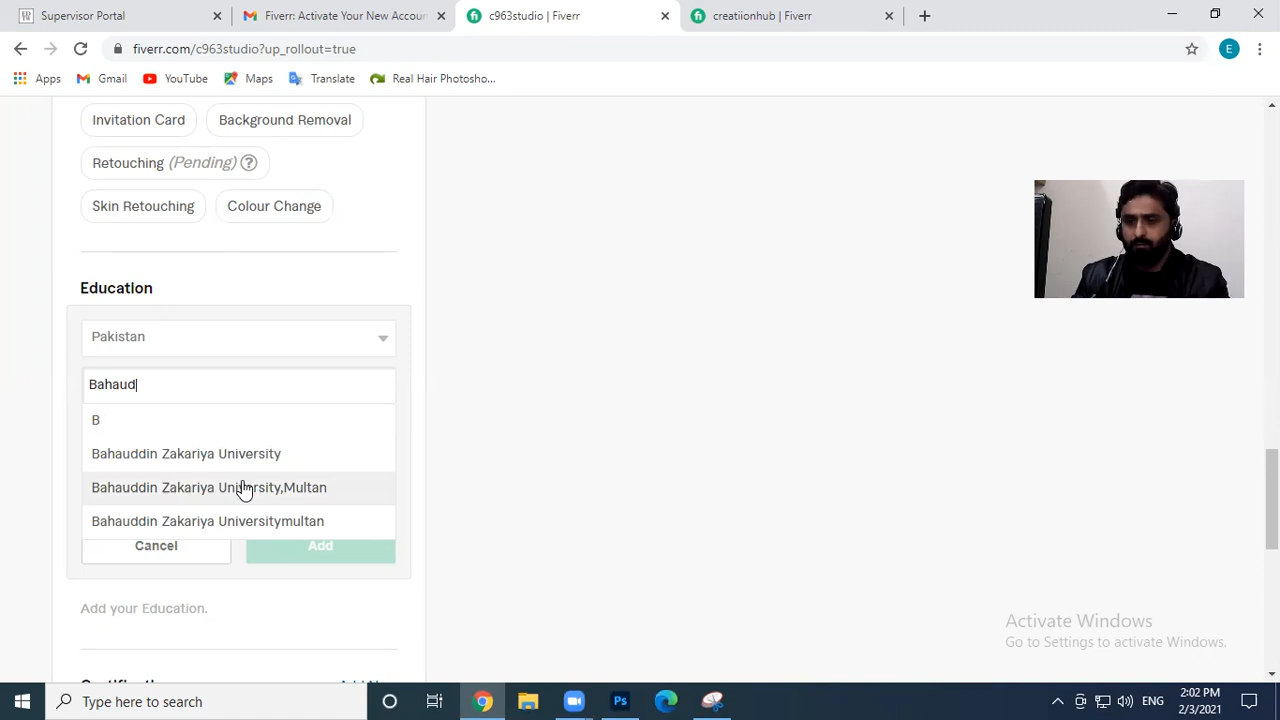 Supervisor Portal
Fiverr: Activate Your New Accoun
c963studio | Fiverr
creatiionhub | Fiverr
fiverr.com/c963studio?up_rollout=true
E
Apps
Gmail
YouTube
Maps
Translate
Real Hair Photosho...
Invitation Card
Background Removal
Retouching (Pending) ?
Skin Retouching
Colour Change
Education
Pakistan
Bahaud
B
Bahauddin Zakariya University
Bahauddin Zakariya University,Multan
Bahauddin Zakariya Universitymultan
Cancel
Add
Add your Education.
Activate Windows
Go to Settings to activate Windows.
Type here to search
Ps
ENG
2:02 PM
2/3/2021